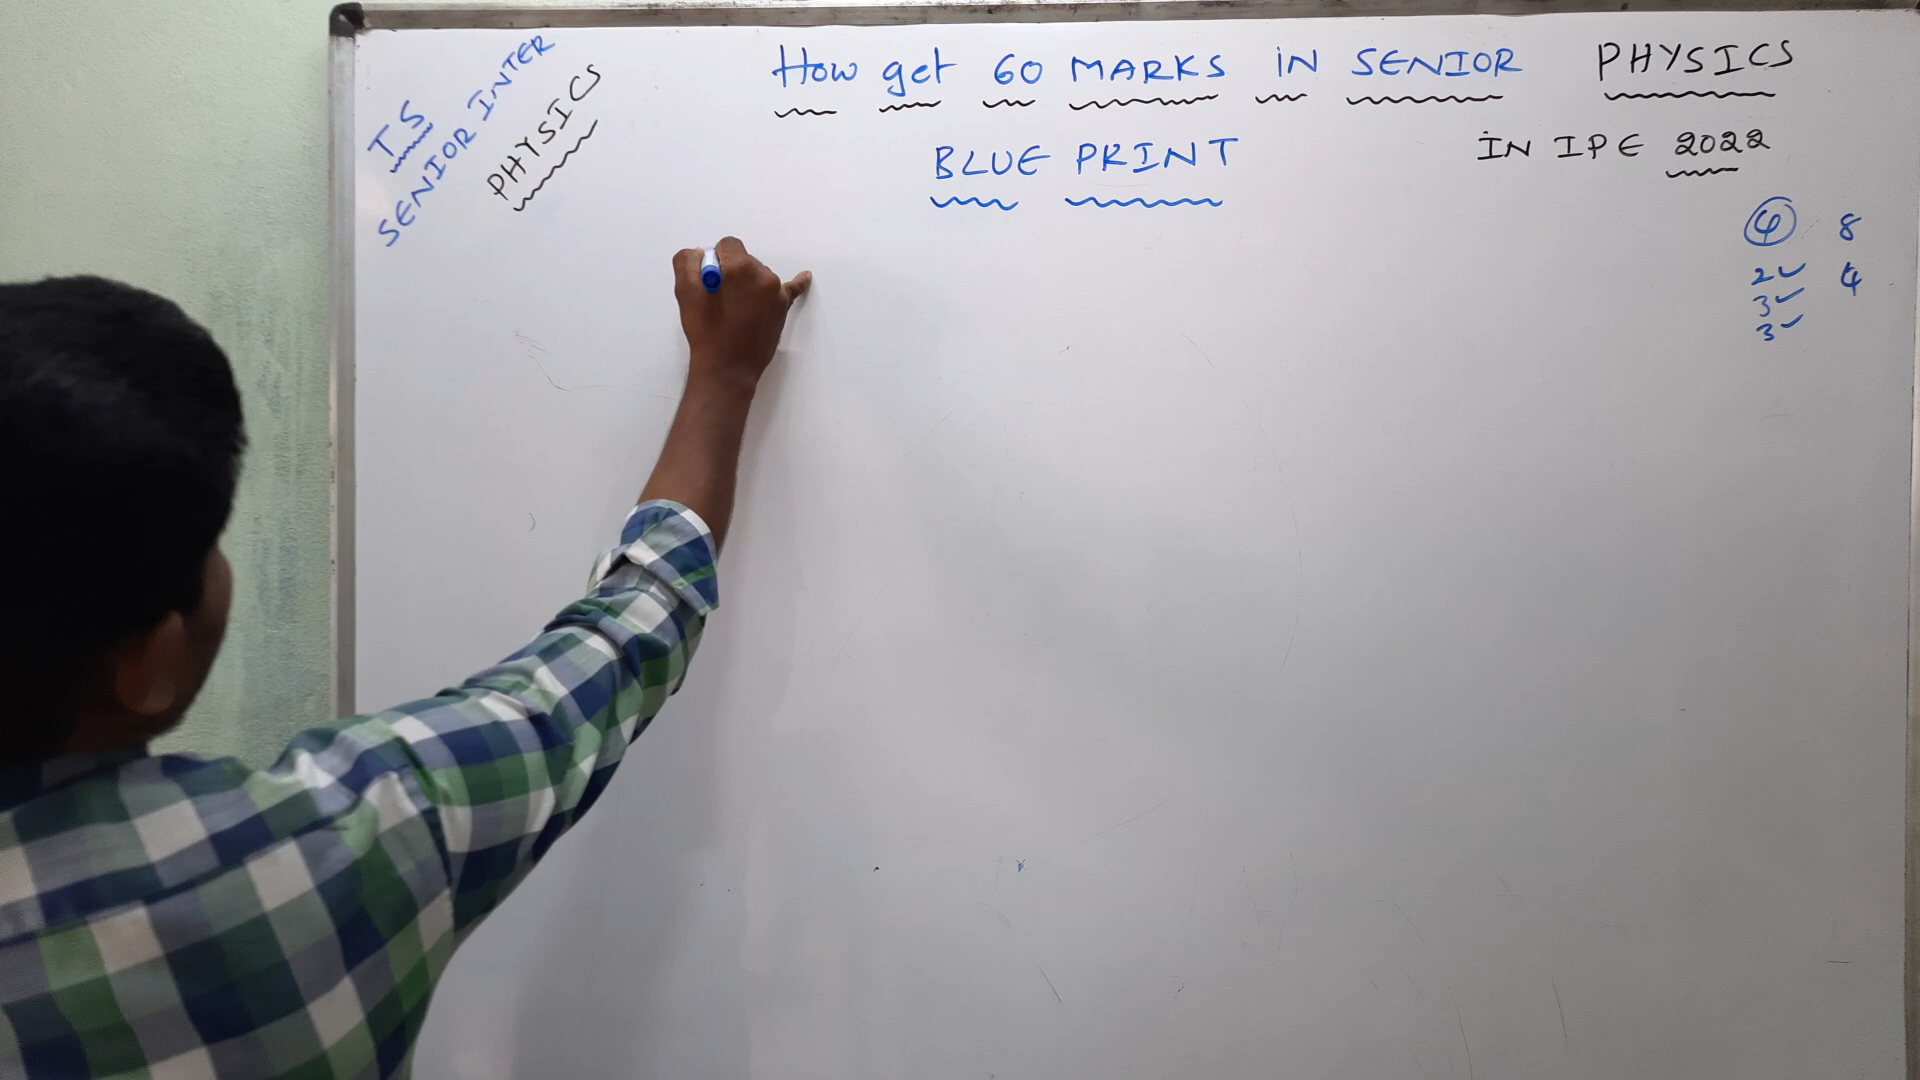 TS
SENIOR INTER
PHYSICS
How get 60 MARKS IN SENIOR PHYSICS
BLUE PRINT
IN IPE 2022
4 8
2 4
3
3